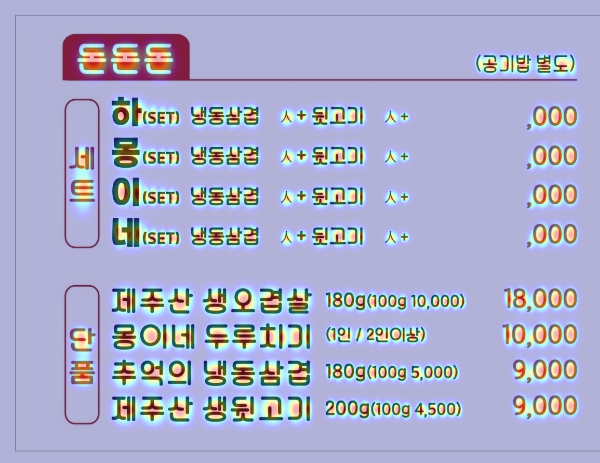 돈돈돈
(공기밥 별도)
세트
하(SET) 냉동삼겹 人+뒷고기 人+ ,000
몽(SET) 냉동삼겹 人+뒷고기 人+ ,000
이(SET) 냉동삼겹 人+뒷고기 人+ ,000
네(SET) 냉동삼겹 人+뒷고기 人+ ,000
단품
제주산 생오겹살 180g(100g 10,000) 18,000
몽이네 두루치기 (1인 / 2인이상) 10,000
추억의 냉동삼겹 180g(100g 5,000) 9,000
제주산 생뒷고기 200g(100g 4,500) 9,000